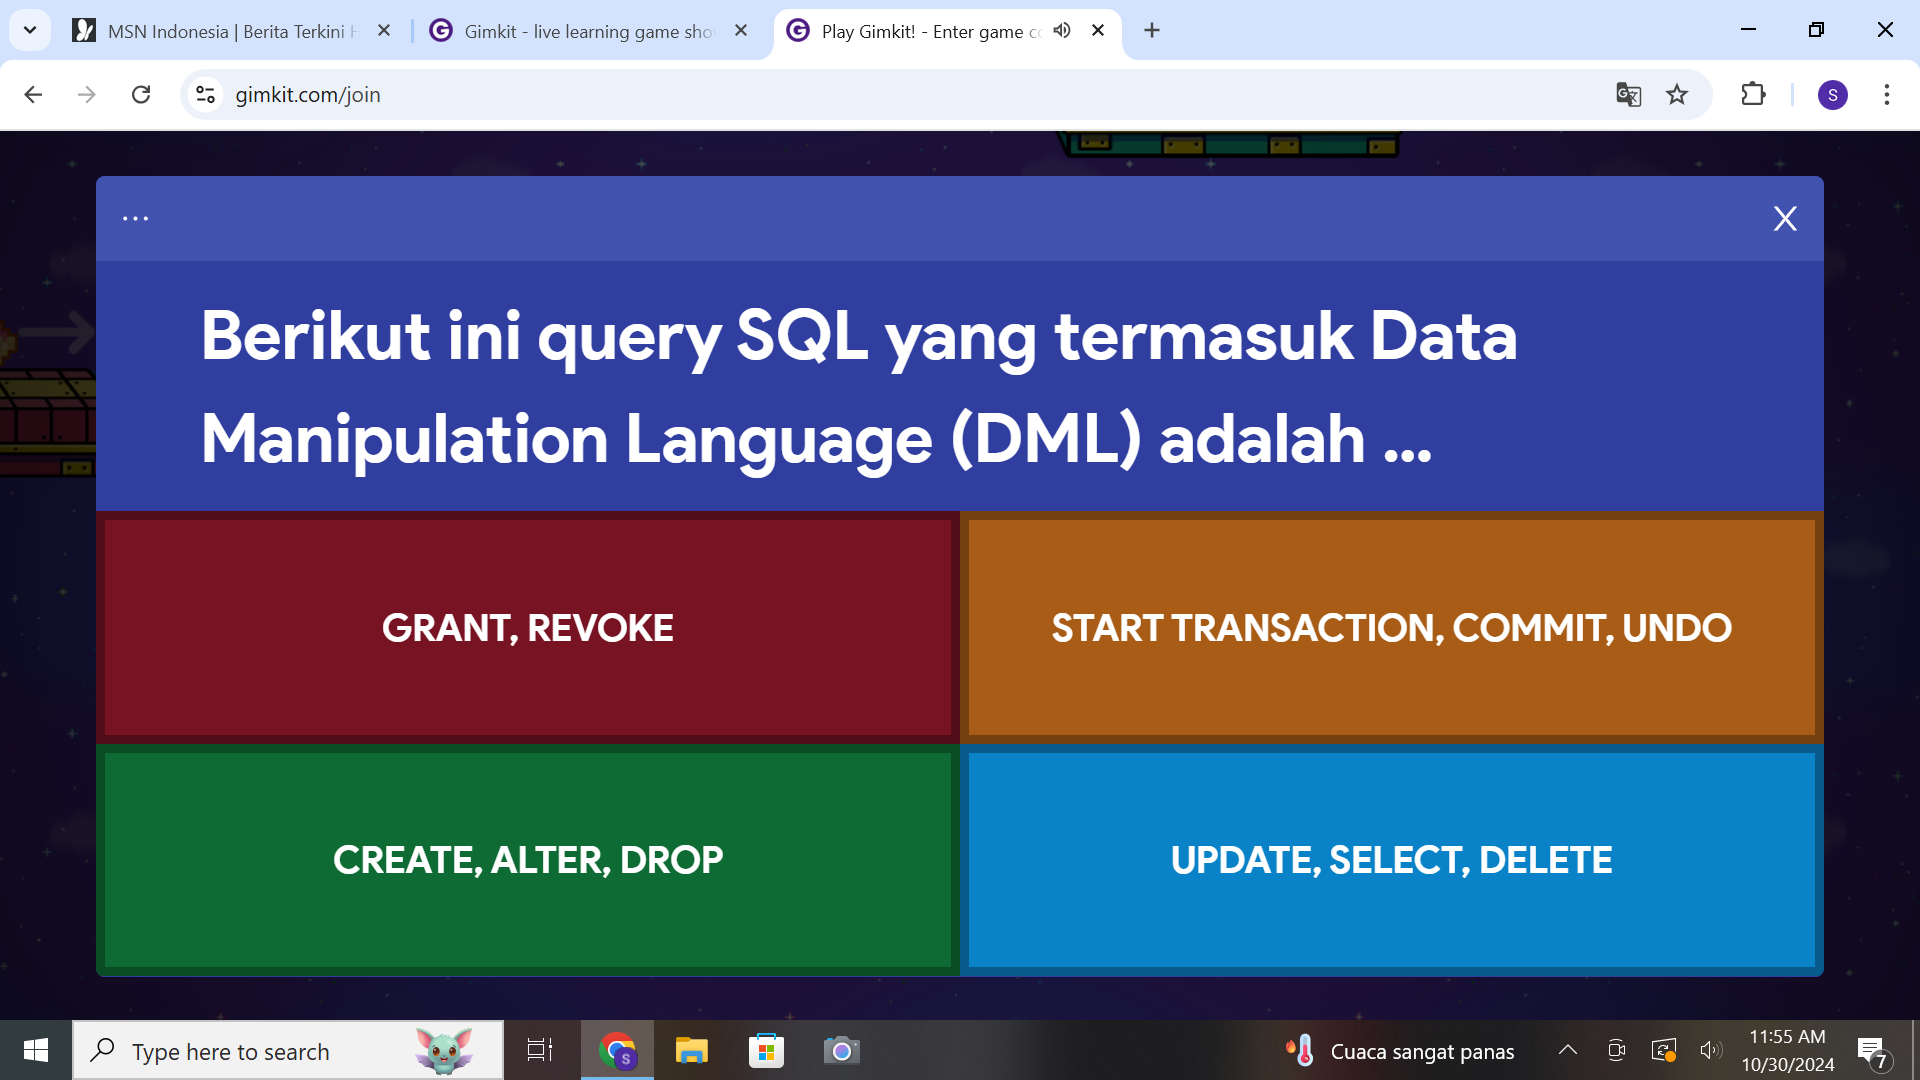 MSN Indonesia | Berita Terkini
Gimkit - live learning game sho
Play Gimkit! - Enter game co
gimkit.com/join
S
...
X
Berikut ini query SQL yang termasuk Data
Manipulation Language (DML) adalah ...
GRANT, REVOKE
START TRANSACTION, COMMIT, UNDO
CREATE, ALTER, DROP
UPDATE, SELECT, DELETE
Type here to search
S
Cuaca sangat panas
11:55 AM
10/30/2024
7